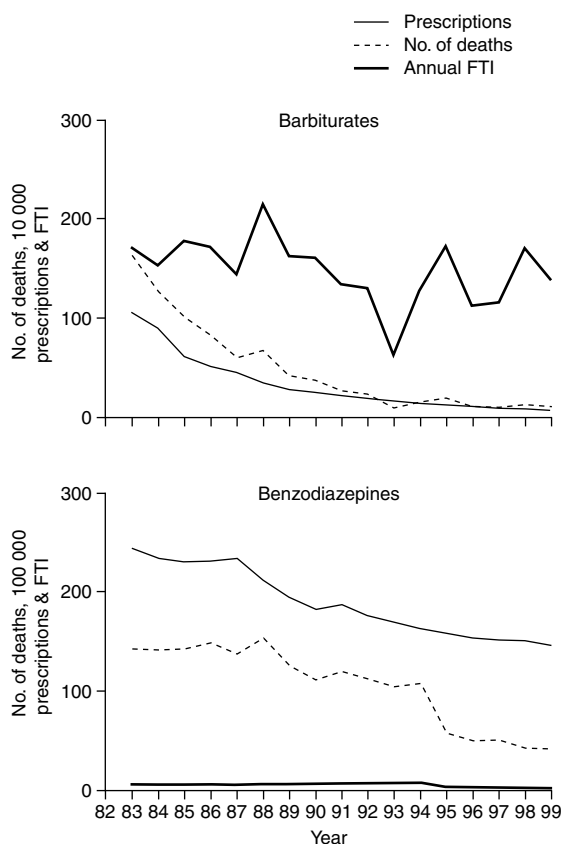 Prescriptions
No. of deaths
Annual FTI
Barbiturates
No. of deaths, 10 000
prescriptions & FTI
300
200
100
0
Benzodiazepines
No. of deaths, 100 000
prescriptions & FTI
300
200
100
0
82 83 84 85 86 87 88 89 90 91 92 93 94 95 96 97 98 99
Year